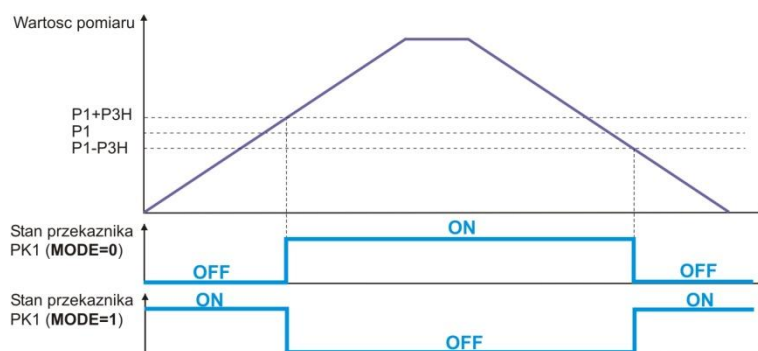 Wartosc pomiaru
P1+P3H
P1
P1-P3H
Stan przekaznika
PK1 (MODE=0)
ON
OFF
OFF
Stan przekaznika
PK1 (MODE=1)
ON
ON
OFF